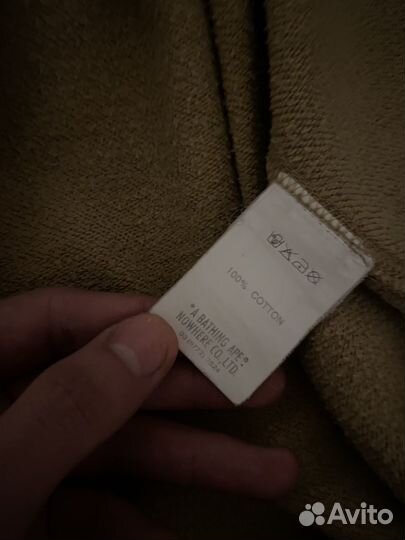 100% COTTON
"A BATHING APE"
NOWHERE CO., LTD.
Avito